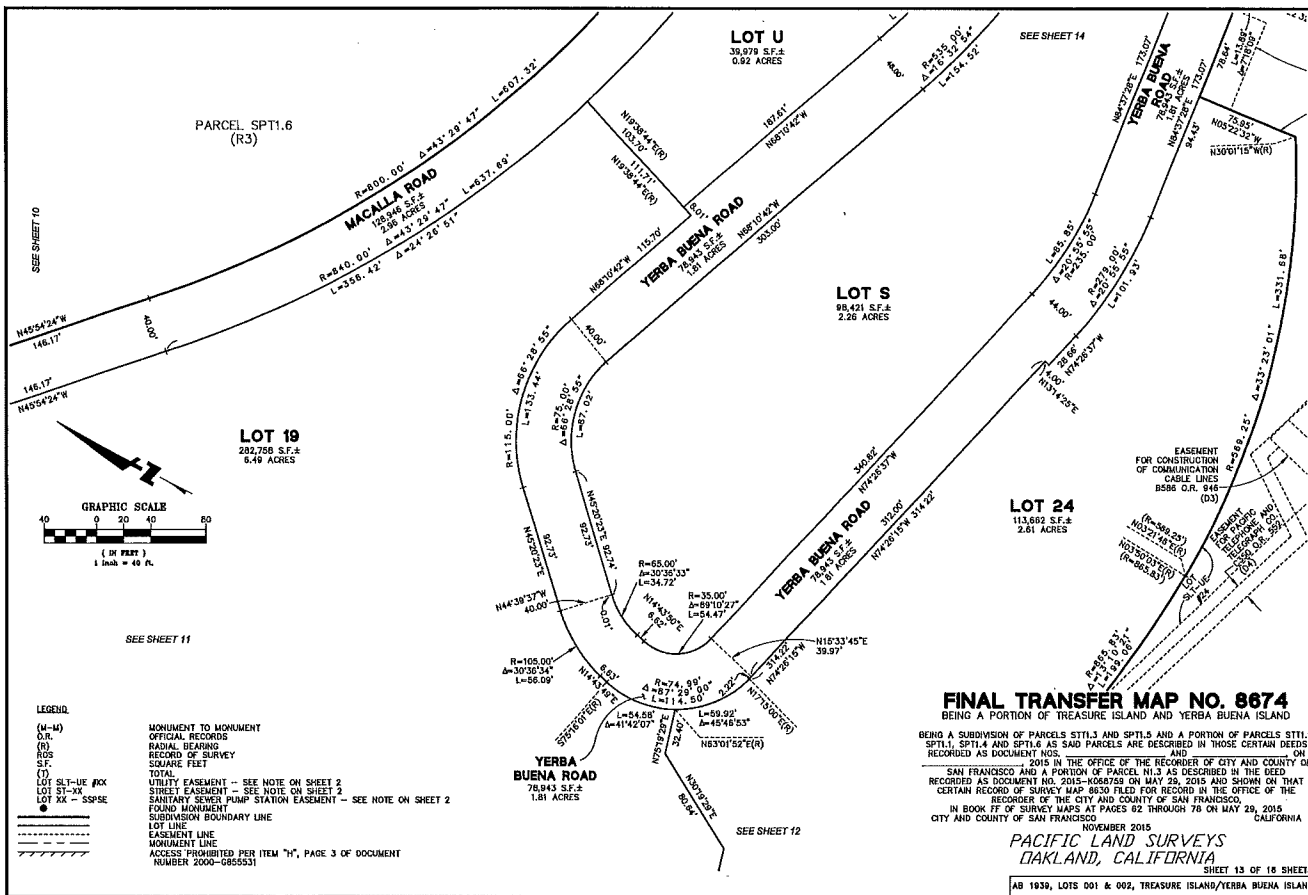 LOT U
39,979 S.F.±
0.92 ACRES
SEE SHEET 14
PARCEL SPT1.6
(R3)
SEE SHEET 10
R=800.00' Δ=43°29'47" L=607.32'
MACALLA ROAD
128,946 S.F.±
2.96 ACRES
R=840.00' Δ=43°29'47" L=637.69'
L=358.42' Δ=24°26'51"
N45°54'24"W
146.17'
40.00'
146.17'
N45°54'24"W
N19°38'44"E(R)
103.70'
111.71'
N19°38'44"E(R)
187.61'
N68°10'42"W
48.00'
R=535.00'
Δ=16°32'54"
L=154.52'
8.01'
N68°10'42"W 115.70'
YERBA BUENA ROAD
78,943 S.F.±
1.81 ACRES
N68°10'42"W
303.00'
N84°37'28"E 173.07'
YERBA BUENA
ROAD
78,943 S.F.±
1.81 ACRES
N84°37'28"E 173.07'
94.43'
78.64'
L=13.89'
75.95'
N05°22'32"W
N30°01'15"W(R)
LOT S
98,421 S.F.±
2.26 ACRES
L=85.85'
Δ=20°55'55"
R=235.00'
R=279.00'
Δ=20°55'55"
L=101.93'
44.00'
28.66'
N74°26'37"W
4.00'
N13°14'25"E
R=569.25' Δ=33°23'01" L=331.68'
LOT 19
282,758 S.F.±
6.49 ACRES
GRAPHIC SCALE
40 0 20 40 80
( IN FEET )
1 inch = 40 ft.
40.00'
R=115.00' Δ=66°28'55"
L=133.44'
R=75.00'
Δ=66°28'55"
L=87.02'
N45°20'23"E
92.73'
N45°20'23"E 92.74'
N44°39'37"W
40.00'
0.01'
340.82'
N74°26'37"W
YERBA BUENA ROAD
78,943 S.F.±
1.81 ACRES
312.00'
N74°26'15"W 314.22'
LOT 24
113,662 S.F.±
2.61 ACRES
EASEMENT
FOR CONSTRUCTION
OF COMMUNICATION
CABLE LINES
B586 O.R. 946
(D3)
(R=569.25')
N03°21'48"E(R)
N03°50'03"E(R)
(R=865.83')
EASEMENT
FOR PACIFIC
TELEPHONE AND
TELEGRAPH CO.
(D4)
LOT
SLT-UE
#24
R=865.83'
Δ=13°10'21"
L=199.06'
R=65.00'
Δ=30°36'33"
L=34.72'
N14°43'50"E
6.62'
R=35.00'
Δ=89°10'27"
L=54.47'
N15°33'45"E
39.97'
R=105.00'
Δ=30°36'34"
L=56.09'
6.63'
N14°43'49"E
S75°16'01"E(R)
R=74.99'
Δ=87°29'00"
L=114.50'
2.22'
314.22'
N74°26'15"W
N17°15'00"E(R)
L=54.58'
Δ=41°42'07"
L=59.92'
Δ=45°46'53"
N63°01'52"E(R)
N75°19'29"E
32.40'
N30°19'29"E
80.64'
YERBA
BUENA ROAD
78,943 S.F.±
1.81 ACRES
SEE SHEET 11
SEE SHEET 12
LEGEND
(M-M) MONUMENT TO MONUMENT
O.R. OFFICIAL RECORDS
(R) RADIAL BEARING
ROS RECORD OF SURVEY
S.F. SQUARE FEET
(T) TOTAL
LOT SLT-UE #XX UTILITY EASEMENT -- SEE NOTE ON SHEET 2
LOT ST-XX STREET EASEMENT -- SEE NOTE ON SHEET 2
LOT XX - SSPSE SANITARY SEWER PUMP STATION EASEMENT - SEE NOTE ON SHEET 2
FOUND MONUMENT
SUBDIVISION BOUNDARY LINE
LOT LINE
EASEMENT LINE
MONUMENT LINE
ACCESS PROHIBITED PER ITEM "H", PAGE 3 OF DOCUMENT
NUMBER 2000-G855531
FINAL TRANSFER MAP NO. 8674
BEING A PORTION OF TREASURE ISLAND AND YERBA BUENA ISLAND
BEING A SUBDIVISION OF PARCELS STT1.3 AND SPT1.5 AND A PORTION OF PARCELS STT1.
SPT1.1, SPT1.4 AND SPT1.6 AS SAID PARCELS ARE DESCRIBED IN THOSE CERTAIN DEEDS
RECORDED AS DOCUMENT NOS. AND ON
2015 IN THE OFFICE OF THE RECORDER OF CITY AND COUNTY OF
SAN FRANCISCO AND A PORTION OF PARCEL N1.3 AS DESCRIBED IN THE DEED
RECORDED AS DOCUMENT NO. 2015-K068759 ON MAY 29, 2015 AND SHOWN ON THAT
CERTAIN RECORD OF SURVEY MAP 8630 FILED FOR RECORD IN THE OFFICE OF THE
RECORDER OF THE CITY AND COUNTY OF SAN FRANCISCO,
IN BOOK FF OF SURVEY MAPS AT PAGES 62 THROUGH 78 ON MAY 29, 2015
CITY AND COUNTY OF SAN FRANCISCO CALIFORNIA
NOVEMBER 2015
PACIFIC LAND SURVEYS
OAKLAND, CALIFORNIA
SHEET 13 OF 18 SHEET
AB 1939, LOTS 001 & 002, TREASURE ISLAND/YERBA BUENA ISLAN